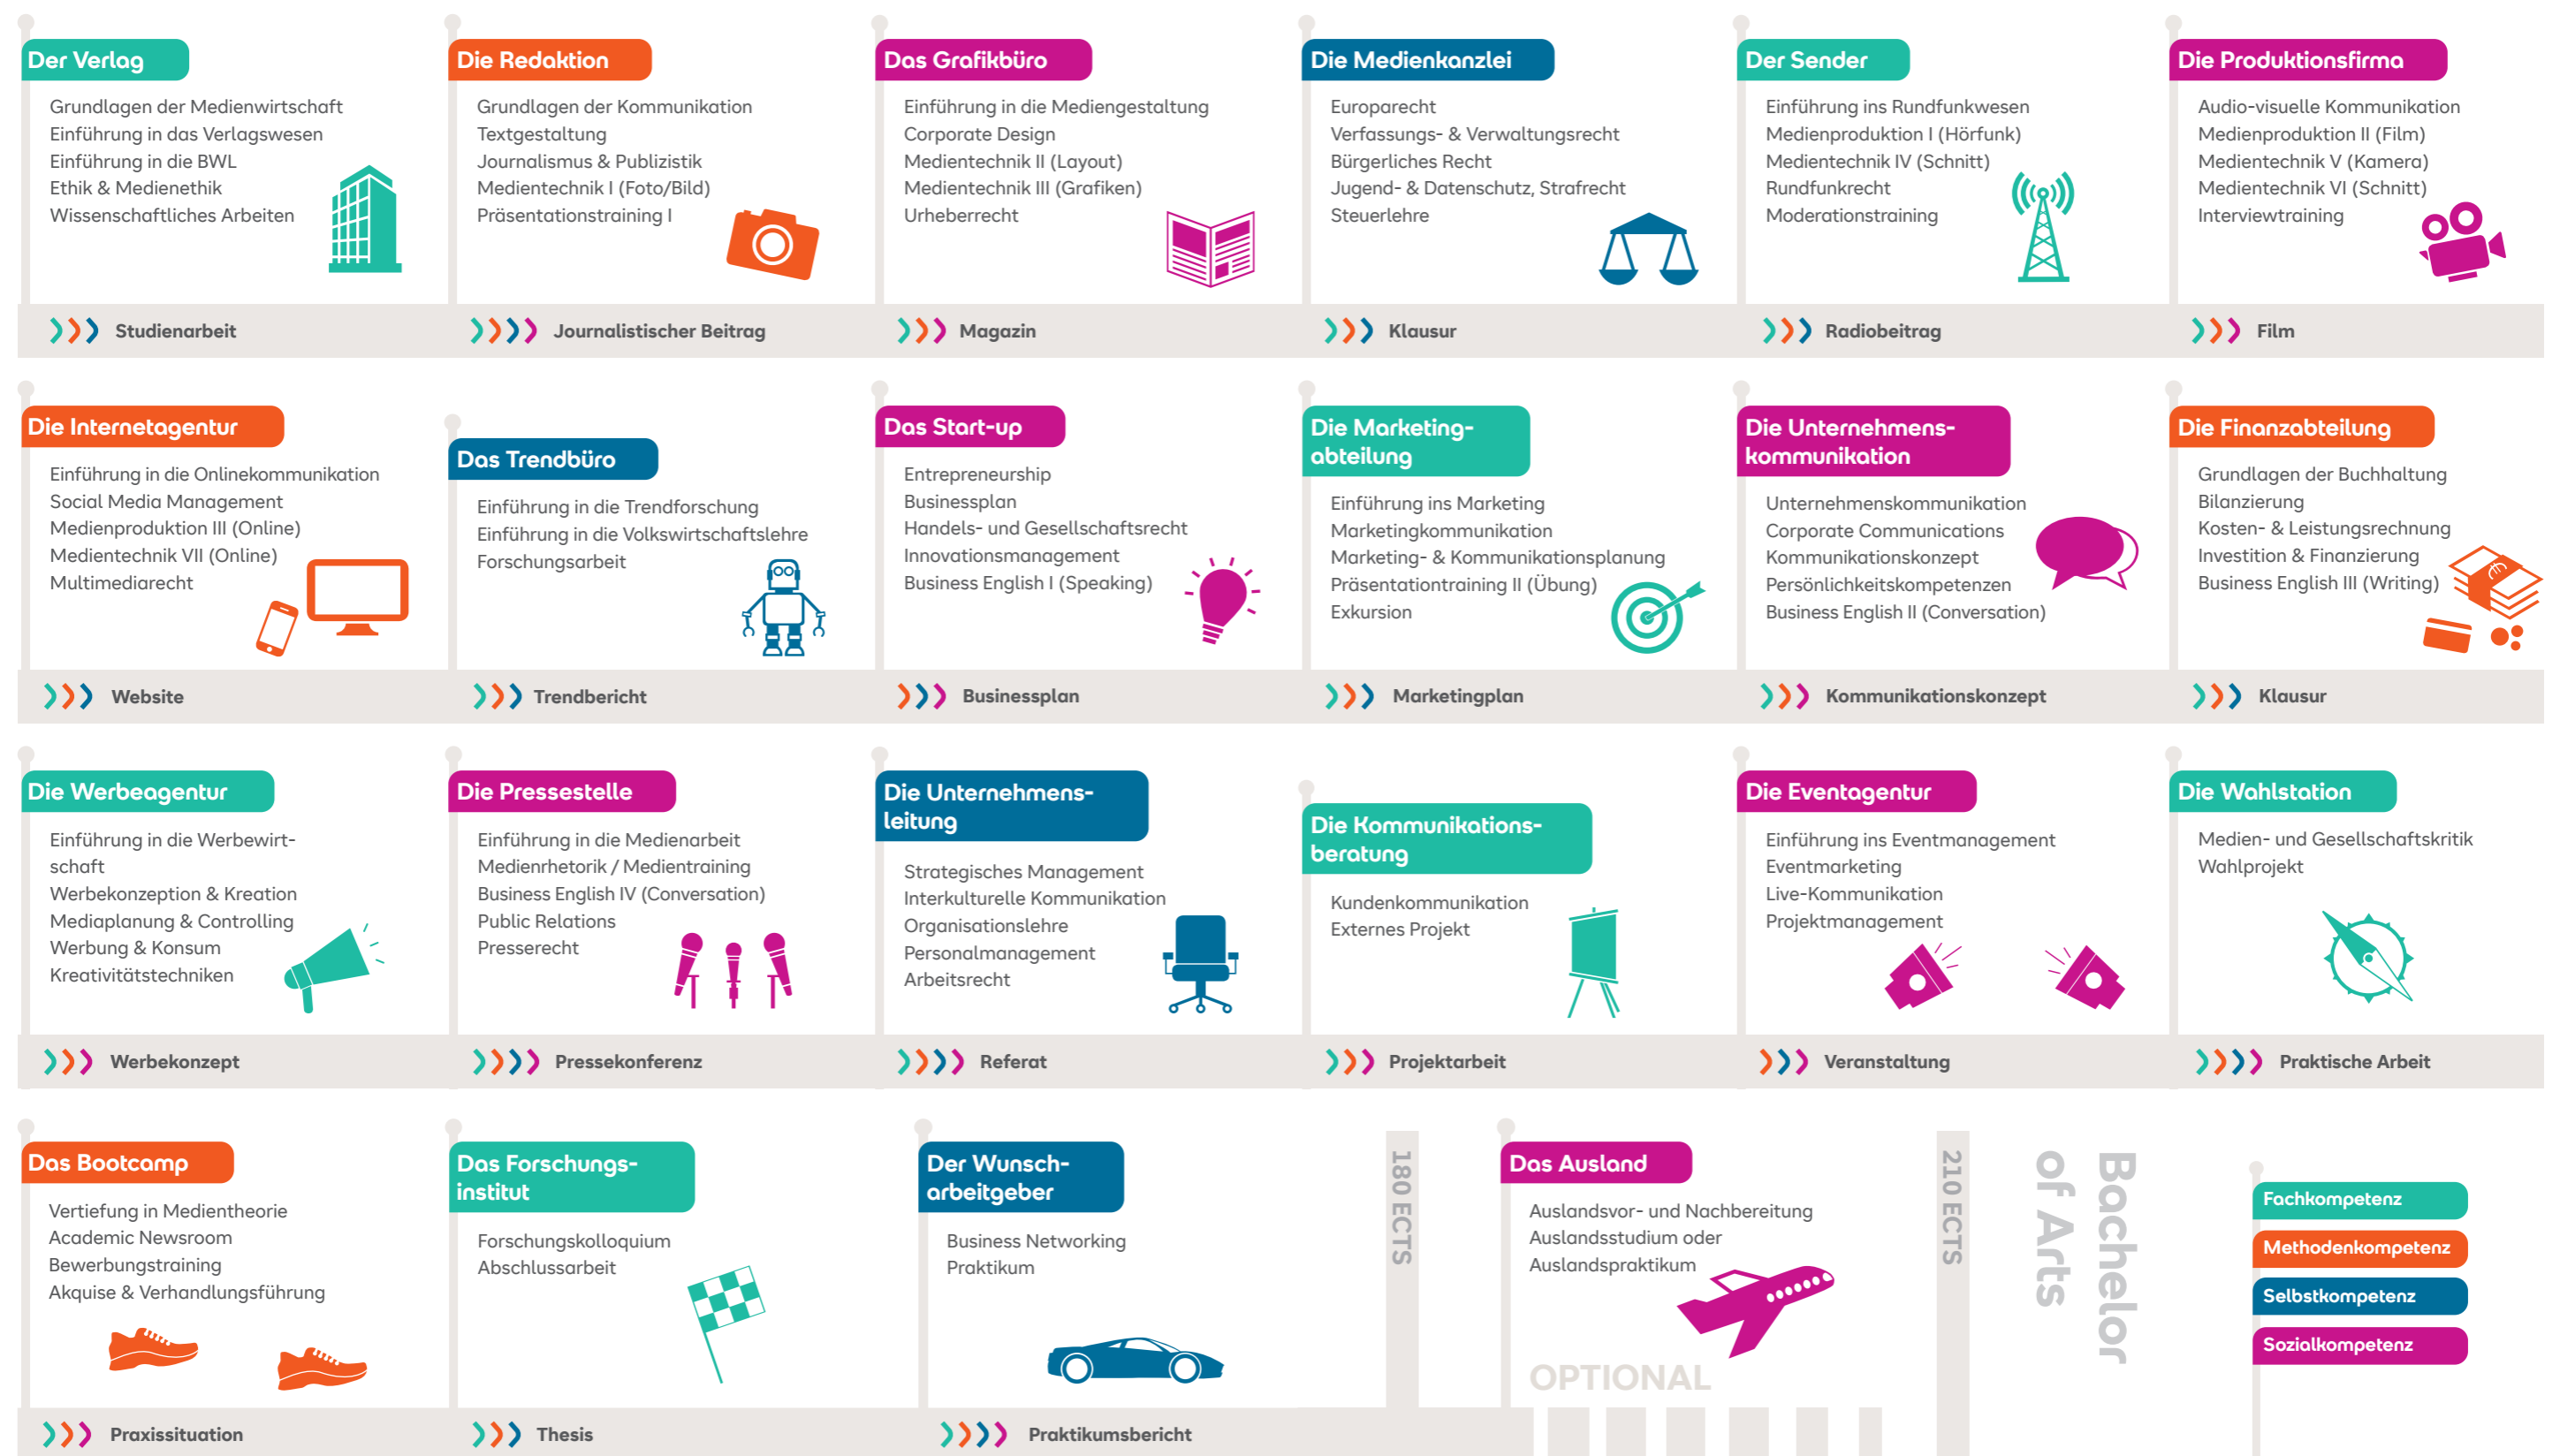 Der Verlag
Grundlagen der Medienwirtschaft
Einführung in das Verlagswesen
Einführung in die BWL
Ethik & Medienethik
Wissenschaftliches Arbeiten
Studienarbeit
Die Redaktion
Grundlagen der Kommunikation
Textgestaltung
Journalismus & Publizistik
Medientechnik I (Foto/Bild)
Präsentationstraining I
Journalistischer Beitrag
Das Grafikbüro
Einführung in die Mediengestaltung
Corporate Design
Medientechnik II (Layout)
Medientechnik III (Grafiken)
Urheberrecht
Magazin
Die Medienkanzlei
Europarecht
Verfassungs- & Verwaltungsrecht
Bürgerliches Recht
Jugend- & Datenschutz, Strafrecht
Steuerlehre
Klausur
Der Sender
Einführung ins Rundfunkwesen
Medienproduktion I (Hörfunk)
Medientechnik IV (Schnitt)
Rundfunkrecht
Moderationstraining
Radiobeitrag
Die Produktionsfirma
Audio-visuelle Kommunikation
Medienproduktion II (Film)
Medientechnik V (Kamera)
Medientechnik VI (Schnitt)
Interviewtraining
Film
Die Internetagentur
Einführung in die Onlinekommunikation
Social Media Management
Medienproduktion III (Online)
Medientechnik VII (Online)
Multimediarecht
Website
Das Trendbüro
Einführung in die Trendforschung
Einführung in die Volkswirtschaftslehre
Forschungsarbeit
Trendbericht
Das Start-up
Entrepreneurship
Businessplan
Handels- und Gesellschaftsrecht
Innovationsmanagement
Business English I (Speaking)
Businessplan
Die Marketing-
abteilung
Einführung ins Marketing
Marketingkommunikation
Marketing- & Kommunikationsplanung
Präsentationtraining II (Übung)
Exkursion
Marketingplan
Die Unternehmens-
kommunikation
Unternehmenskommunikation
Corporate Communications
Kommunikationskonzept
Persönlichkeitskompetenzen
Business English II (Conversation)
Kommunikationskonzept
Die Finanzabteilung
Grundlagen der Buchhaltung
Bilanzierung
Kosten- & Leistungsrechnung
Investition & Finanzierung
Business English III (Writing)
€
Klausur
Die Werbeagentur
Einführung in die Werbewirt-
schaft
Werbekonzeption & Kreation
Mediaplanung & Controlling
Werbung & Konsum
Kreativitätstechniken
Werbekonzept
Die Pressestelle
Einführung in die Medienarbeit
Medienrhetorik / Medientraining
Business English IV (Conversation)
Public Relations
Presserecht
Pressekonferenz
Die Unternehmens-
leitung
Strategisches Management
Interkulturelle Kommunikation
Organisationslehre
Personalmanagement
Arbeitsrecht
Referat
Die Kommunikations-
beratung
Kundenkommunikation
Externes Projekt
Projektarbeit
Die Eventagentur
Einführung ins Eventmanagement
Eventmarketing
Live-Kommunikation
Projektmanagement
Veranstaltung
Die Wahlstation
Medien- und Gesellschaftskritik
Wahlprojekt
Praktische Arbeit
Das Bootcamp
Vertiefung in Medientheorie
Academic Newsroom
Bewerbungstraining
Akquise & Verhandlungsführung
Praxissituation
Das Forschungs-
institut
Forschungskolloquium
Abschlussarbeit
Thesis
Der Wunsch-
arbeitgeber
Business Networking
Praktikum
Praktikumsbericht
180 ECTS
Das Ausland
Auslandsvor- und Nachbereitung
Auslandsstudium oder
Auslandspraktikum
OPTIONAL
210 ECTS
Bachelor
of Arts
Fachkompetenz
Methodenkompetenz
Selbstkompetenz
Sozialkompetenz